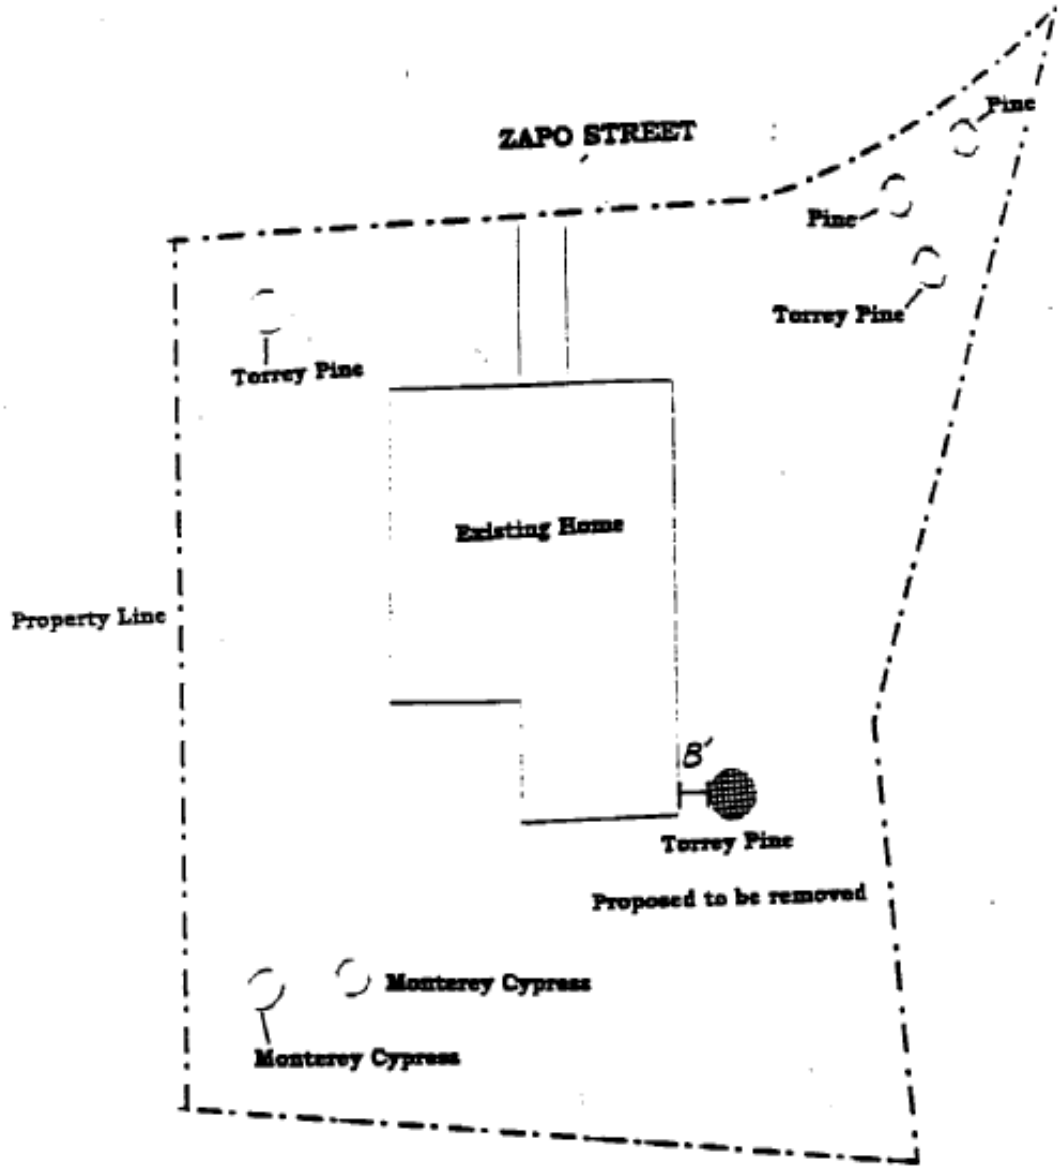 Pine
ZAPO STREET
Pine
Torrey Pine
Torrey Pine
Existing Home
Property Line
8'
Torrey Pine
Proposed to be removed
Monterey Cypress
Monterey Cypress